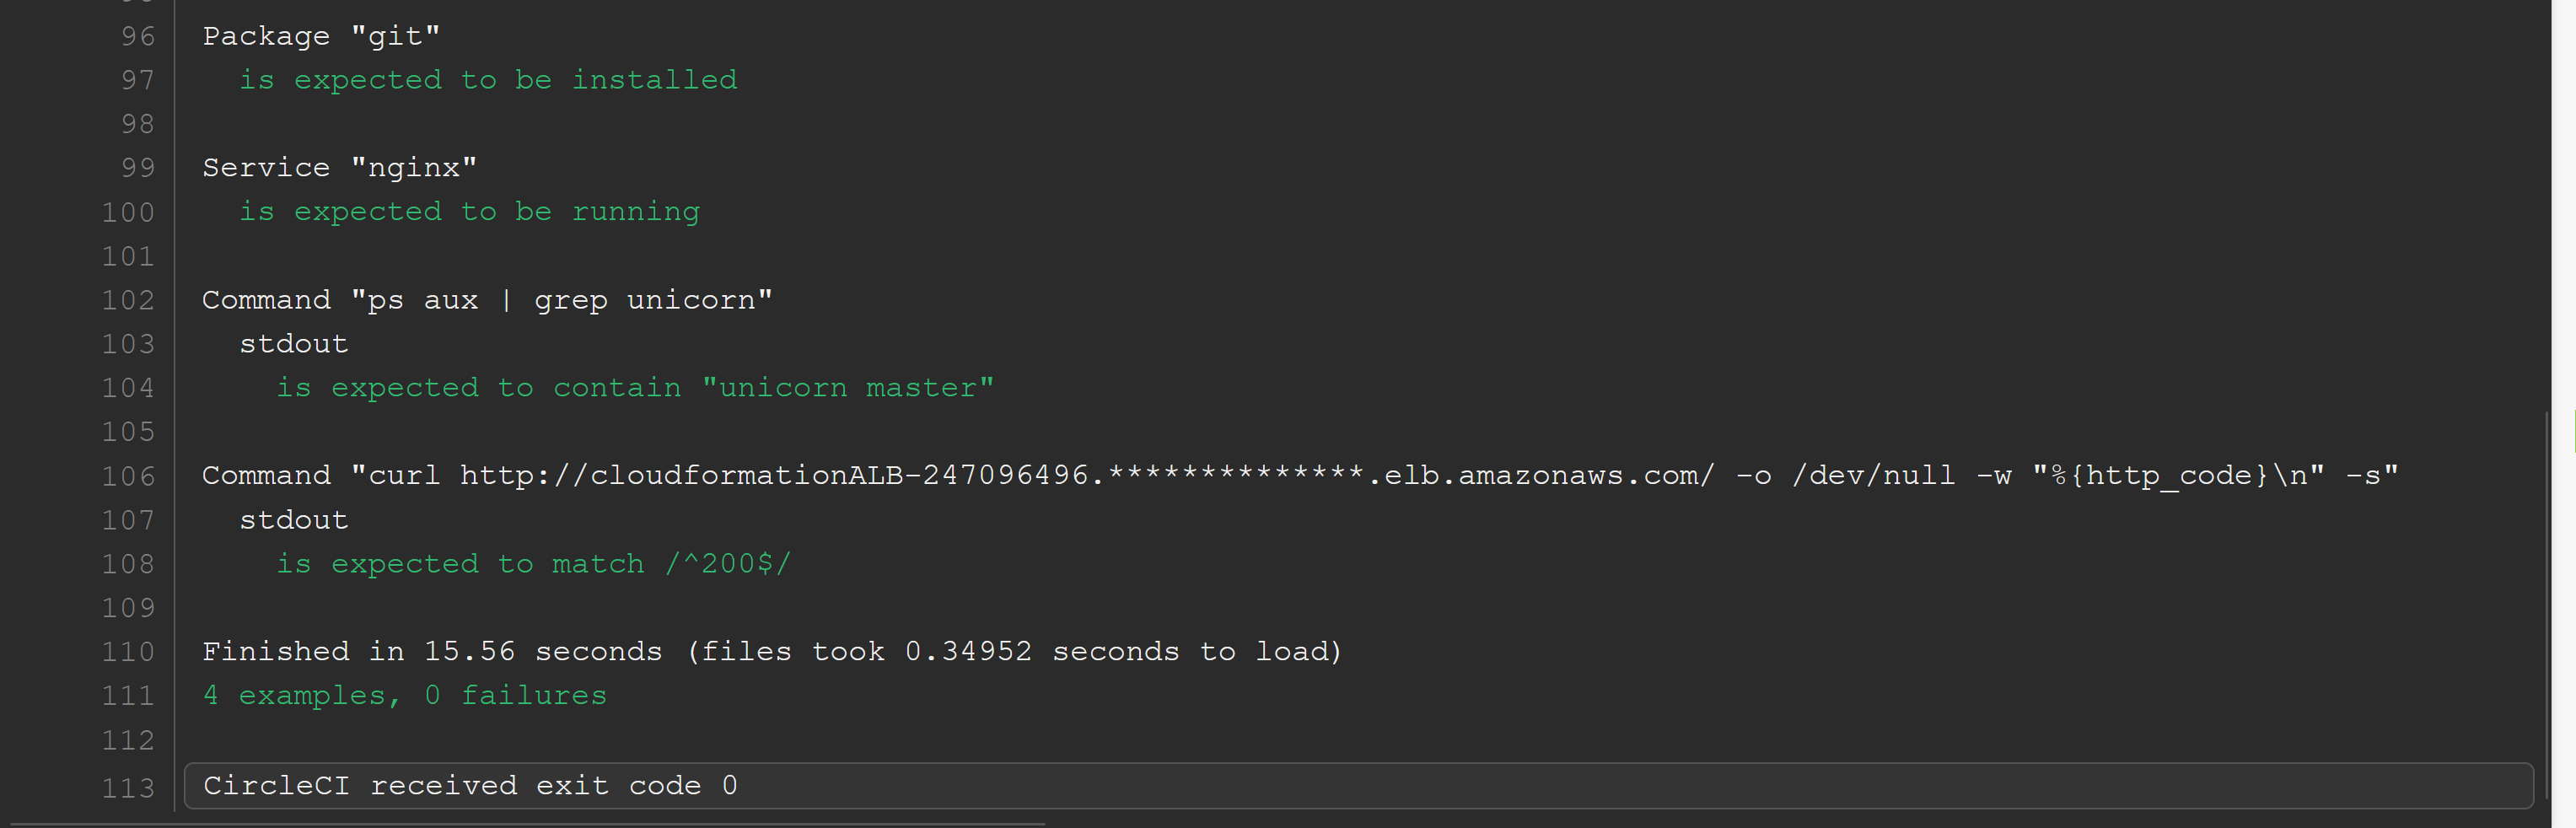 96 Package "git"
97 is expected to be installed
98
99 Service "nginx"
100 is expected to be running
101
102 Command "ps aux | grep unicorn"
103 stdout
104 is expected to contain "unicorn master"
105
106 Command "curl http://cloudformationALB-247096496.**************.elb.amazonaws.com/ -o /dev/null -w "%{http_code}\n" -s"
107 stdout
108 is expected to match /^200$/
109
110 Finished in 15.56 seconds (files took 0.34952 seconds to load)
111 4 examples, 0 failures
112
113 CircleCI received exit code 0